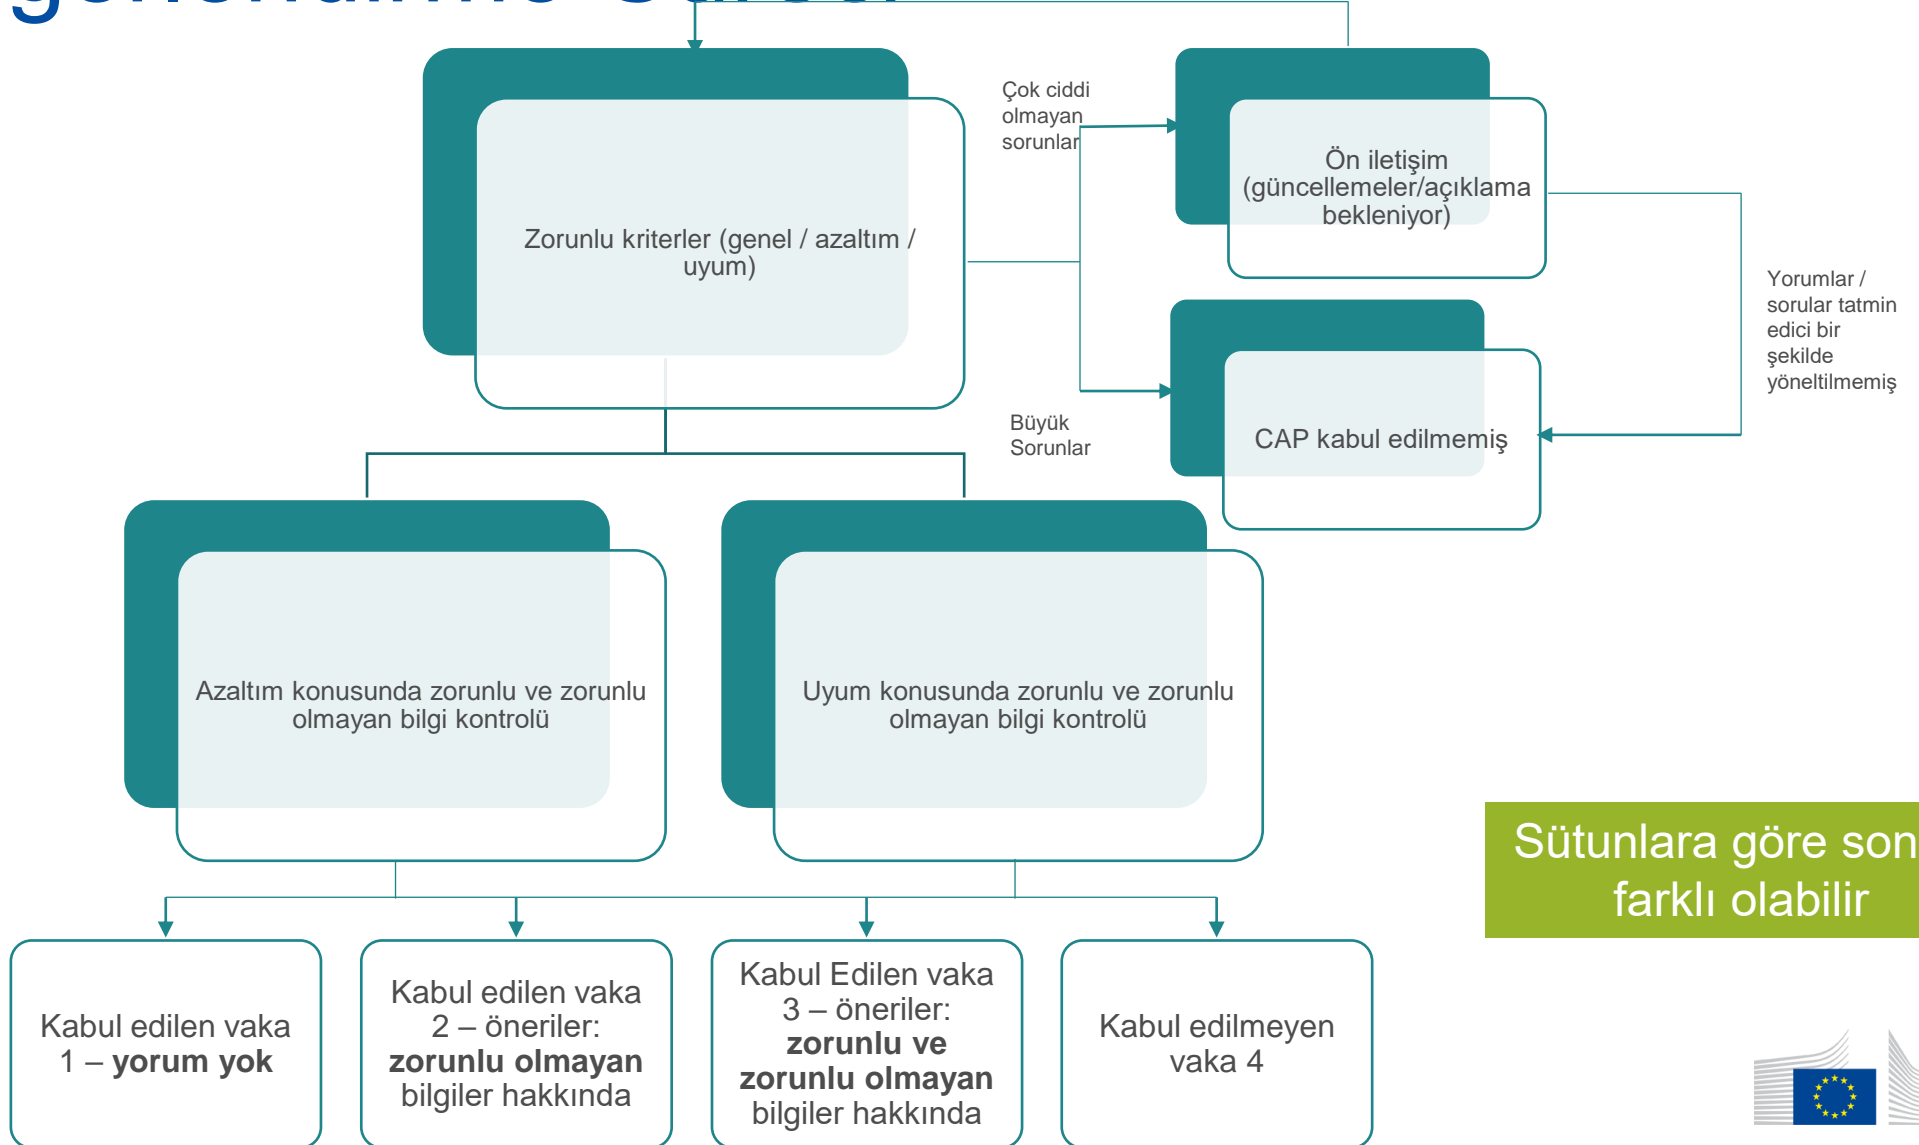 Çok ciddi
olmayan
sorunlar
Ön iletişim
(güncellemeler/açıklama
bekleniyor)
Zorunlu kriterler (genel / azaltım /
uyum)
Yorumlar /
sorular tatmin
edici bir
şekilde
yöneltilmemiş
Büyük
Sorunlar
CAP kabul edilmemiş
Azaltım konusunda zorunlu ve zorunlu
olmayan bilgi kontrolü
Uyum konusunda zorunlu ve zorunlu
olmayan bilgi kontrolü
Sütunlara göre son
farklı olabilir
Kabul edilen vaka
1 – yorum yok
Kabul edilen vaka
2 – öneriler:
zorunlu olmayan
bilgiler hakkında
Kabul Edilen vaka
3 – öneriler:
zorunlu ve
zorunlu olmayan
bilgiler hakkında
Kabul edilmeyen
vaka 4